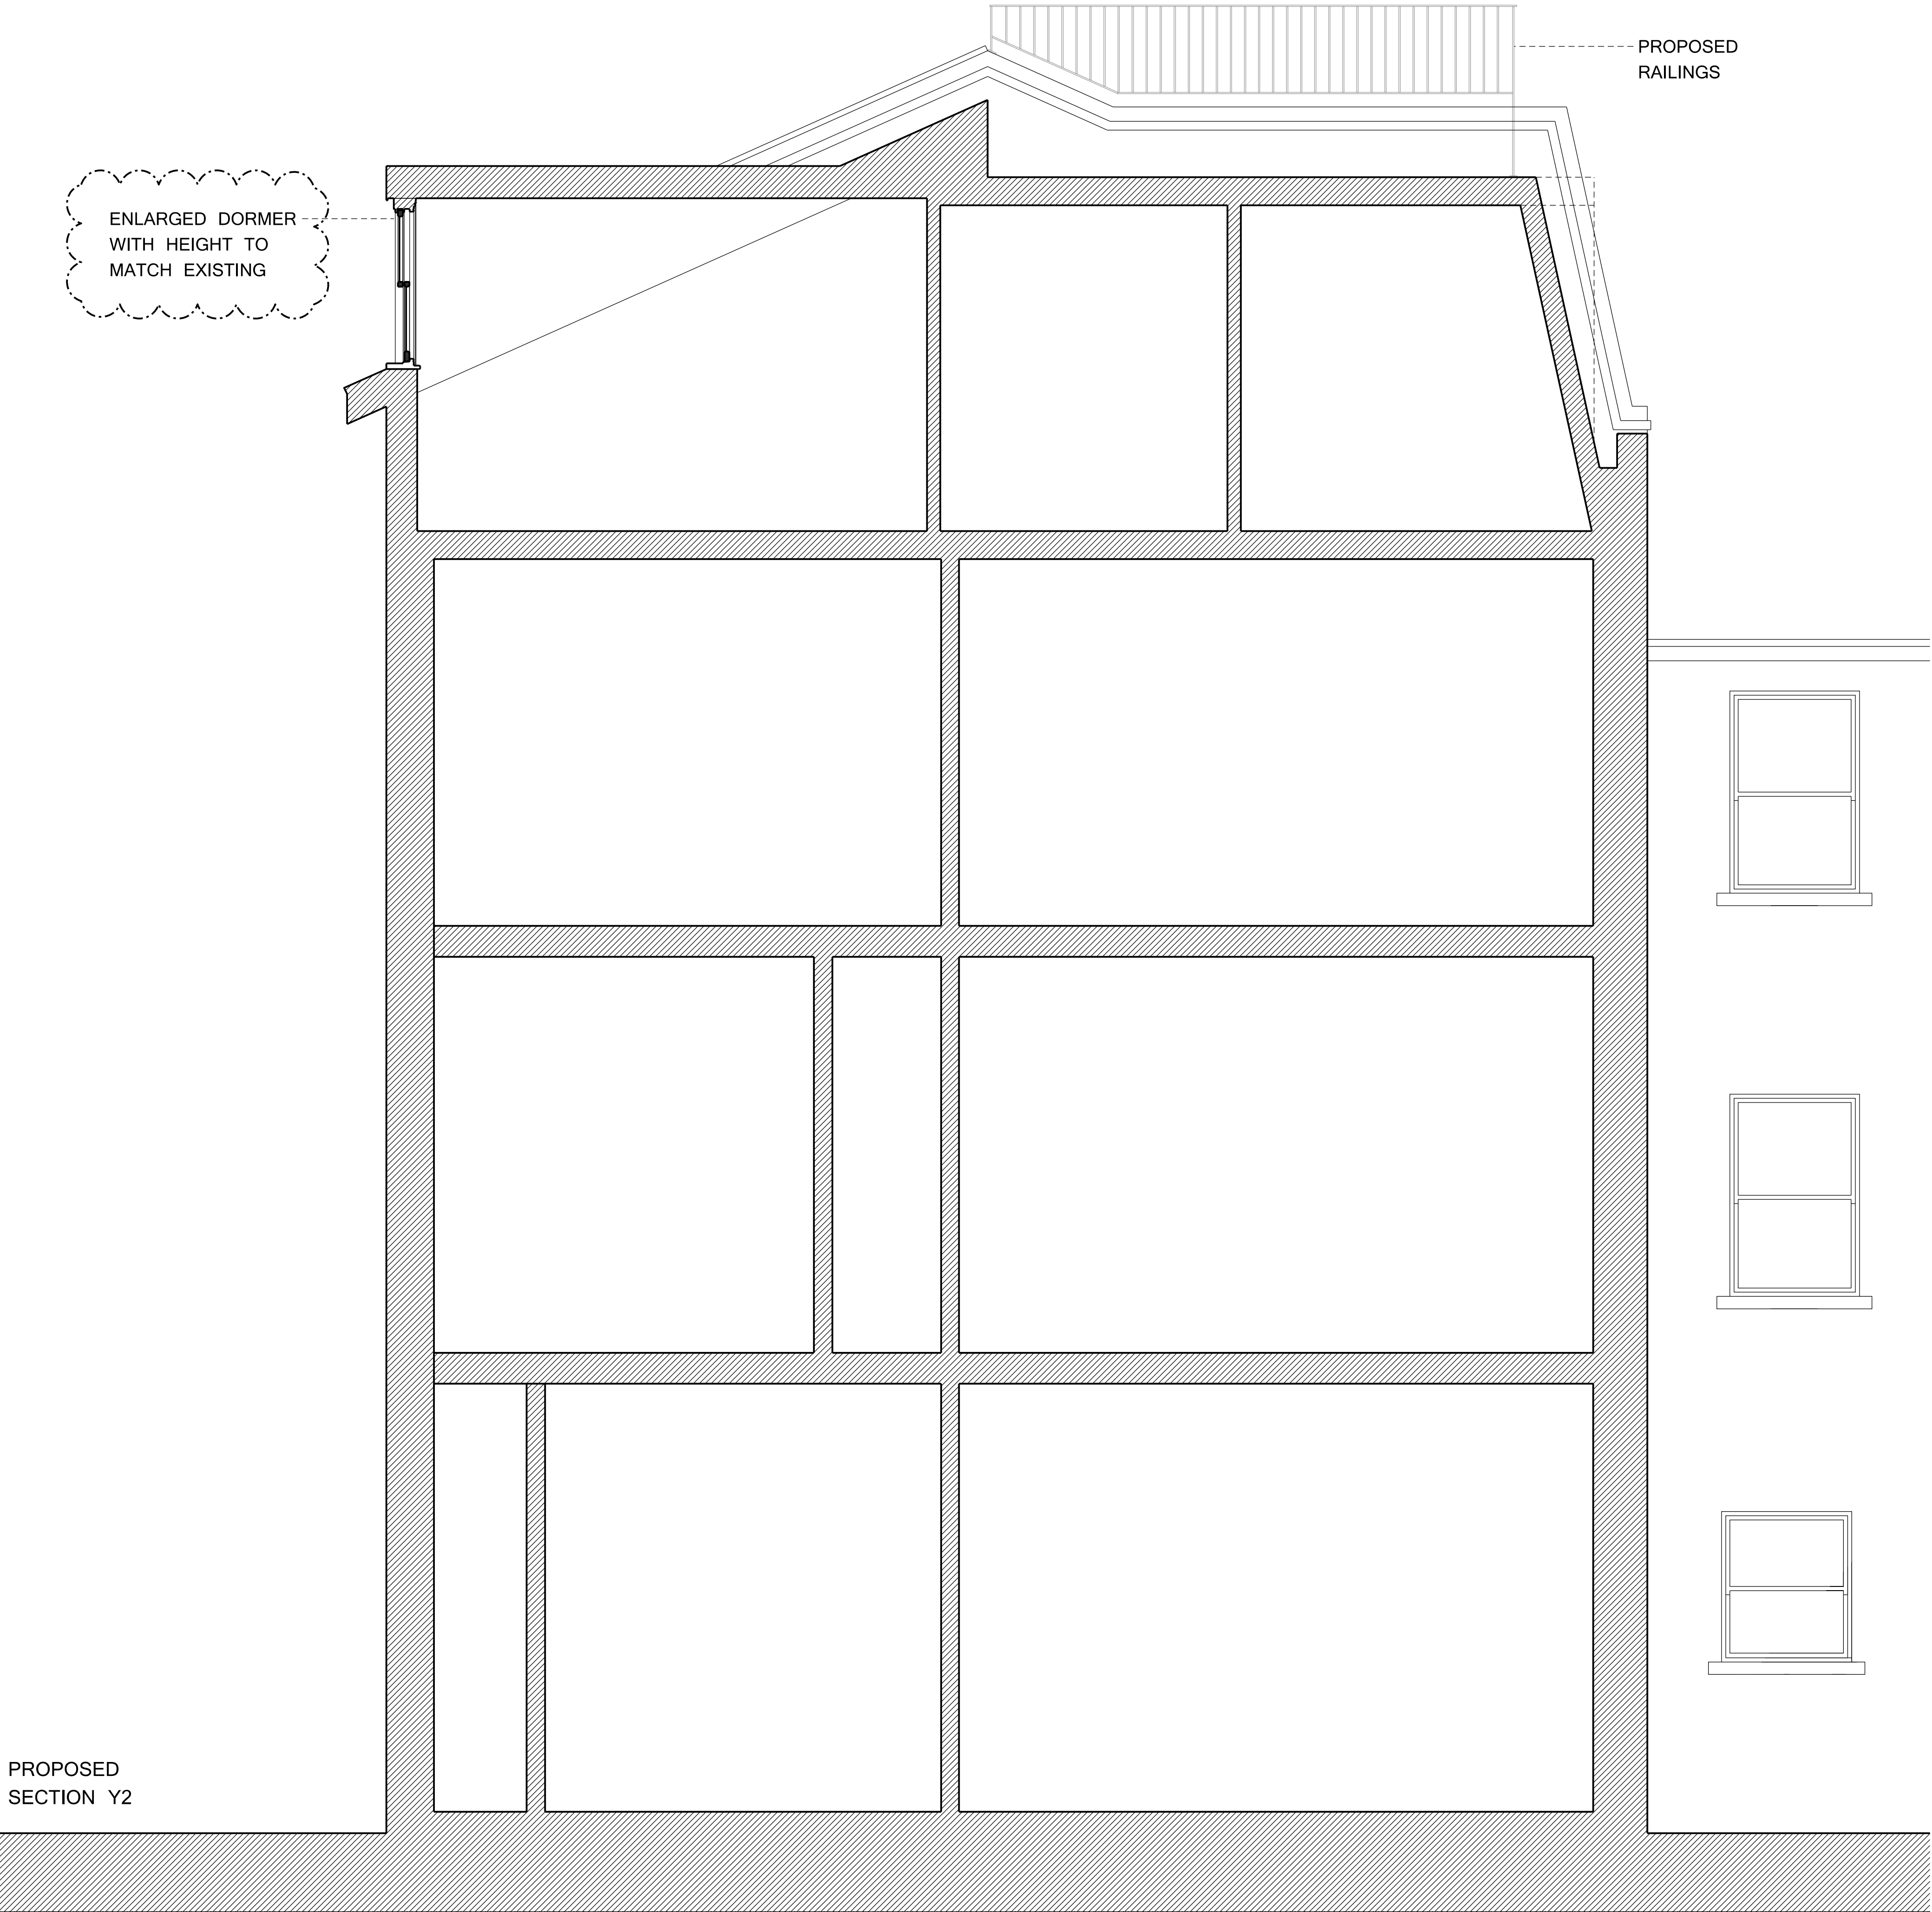 PROPOSED
RAILINGS
ENLARGED DORMER
WITH HEIGHT TO
MATCH EXISTING
PROPOSED
SECTION Y2